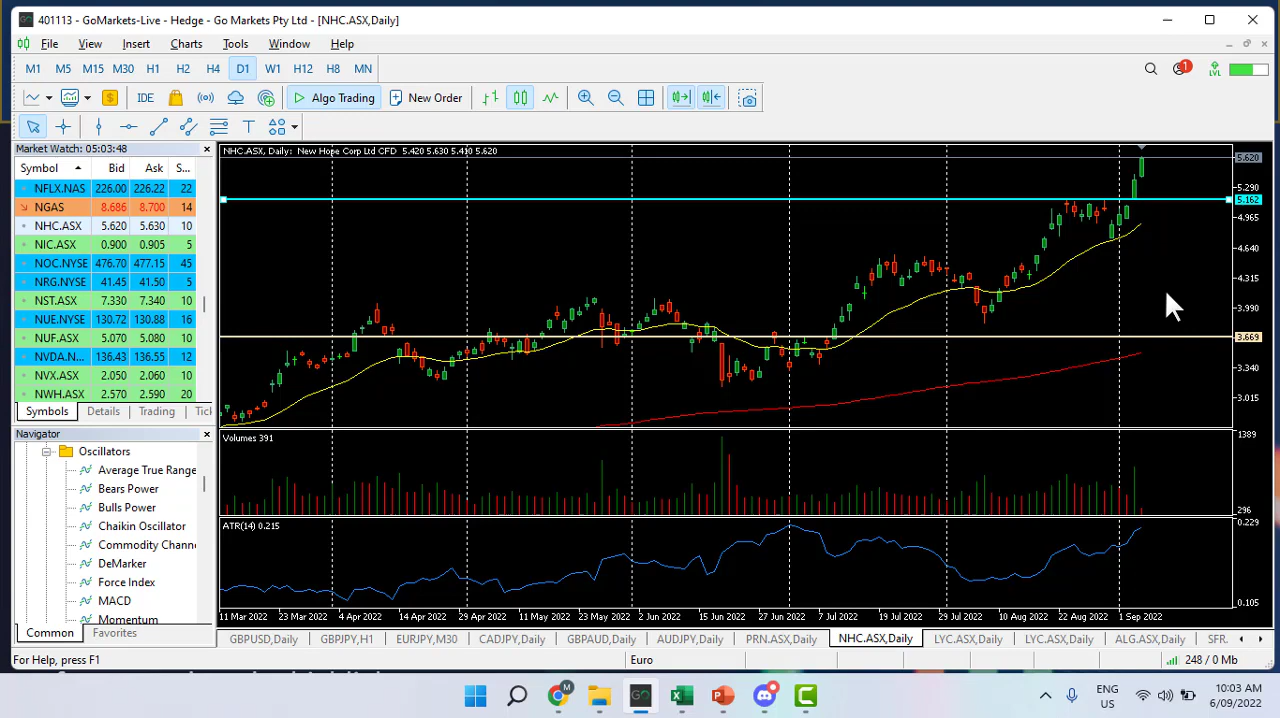 401113 - GoMarkets-Live - Hedge - Go Markets Pty Ltd - [NHC.ASX,Daily]
File View Insert Charts Tools Window Help
M1 M5 M15 M30 H1 H2 H4 D1 W1 H12 H8 MN 1 LVL
IDE Algo Trading New Order
Market Watch: 05:03:48
Symbol Bid Ask S...
NFLX.NAS 226.00 226.22 22
NGAS 8.686 8.700 14
NHC.ASX 5.620 5.630 10
NIC.ASX 0.900 0.905 5
NOC.NYSE 476.70 477.15 45
NRG.NYSE 41.45 41.50 5
NST.ASX 7.330 7.340 10
NUE.NYSE 130.72 130.88 16
NUF.ASX 5.070 5.080 10
NVDA.N... 136.43 136.55 12
NVX.ASX 2.050 2.060 10
NWH.ASX 2.570 2.590 20
Symbols Details Trading Tick
Navigator
Oscillators
Average True Range
Bears Power
Bulls Power
Chaikin Oscillator
Commodity Channe
DeMarker
Force Index
MACD
Momentum
Common Favorites
NHC.ASX, Daily: New Hope Corp Ltd CFD 5.420 5.630 5.410 5.620
5.620
5.290
5.162
4.965
4.640
4.315
3.990
3.669
3.340
3.015
Volumes 391
1389
296
ATR(14) 0.215
0.229
0.105
11 Mar 2022 23 Mar 2022 4 Apr 2022 14 Apr 2022 29 Apr 2022 11 May 2022 23 May 2022 2 Jun 2022 15 Jun 2022 27 Jun 2022 7 Jul 2022 19 Jul 2022 29 Jul 2022 10 Aug 2022 22 Aug 2022 1 Sep 2022
GBPUSD,Daily GBPJPY,H1 EURJPY,M30 CADJPY,Daily GBPAUD,Daily AUDJPY,Daily PRN.ASX,Daily NHC.ASX,Daily LYC.ASX,Daily LYC.ASX,Daily ALG.ASX,Daily SFR.
For Help, press F1 Euro 248 / 0 Mb
M GO ENG US 10:03 AM 6/09/2022